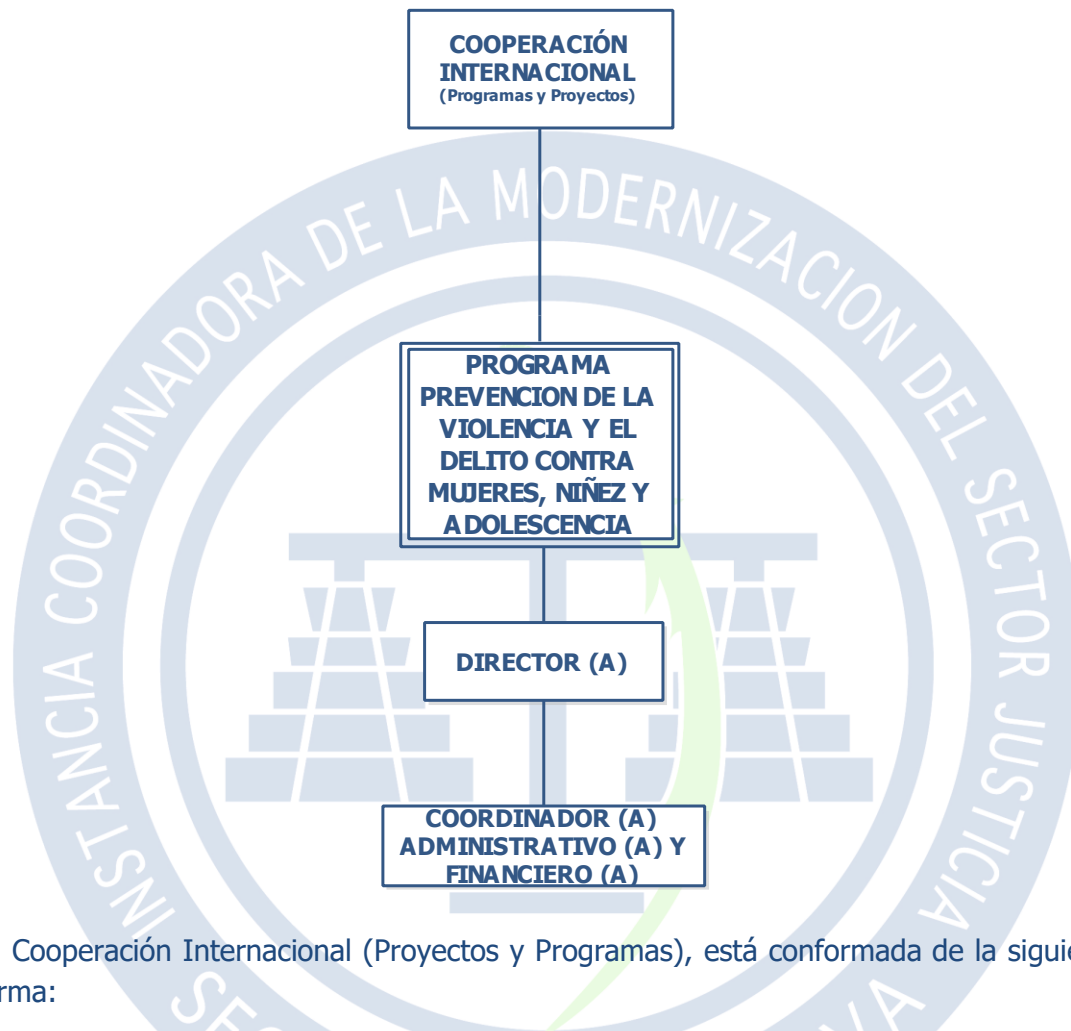 COOPERACIÓN
INTERNACIONAL
(Programas y Proyectos)
INSTANCIA COORDINADORA DE LA MODERNIZACION DEL SECTOR JUSTICIA
PROGRAMA
PREVENCION DE LA
VIOLENCIA Y EL
DELITO CONTRA
MUJERES, NIÑEZ Y
ADOLESCENCIA
DIRECTOR (A)
COORDINADOR (A)
ADMINISTRATIVO (A) Y
FINANCIERO (A)
Cooperación Internacional (Proyectos y Programas), está conformada de la